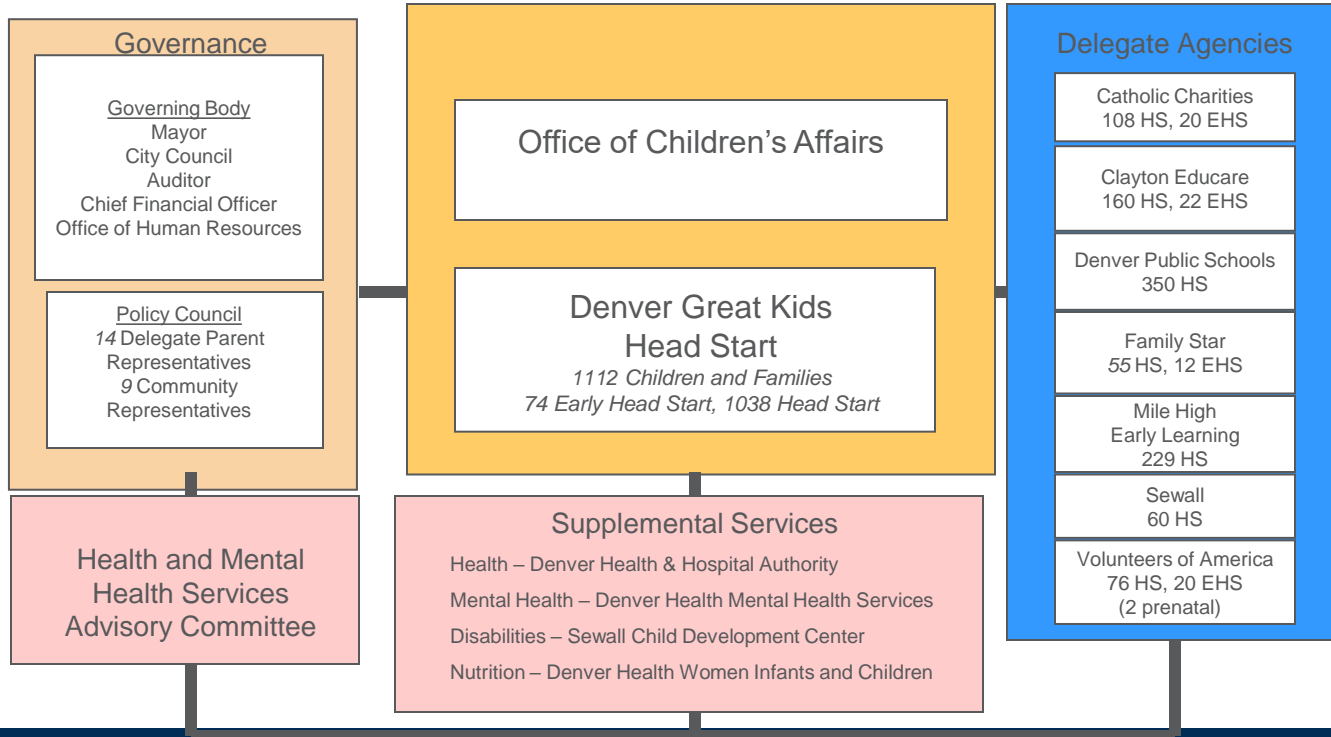 Governance
Governing Body
Mayor
City Council
Auditor
Chief Financial Officer
Office of Human Resources
Policy Council
14 Delegate Parent
Representatives
9 Community
Representatives
Health and Mental
Health Services
Advisory Committee
Office of Children's Affairs
Denver Great Kids
Head Start
1112 Children and Families
74 Early Head Start, 1038 Head Start
Supplemental Services
Health – Denver Health & Hospital Authority
Mental Health – Denver Health Mental Health Services
Disabilities – Sewall Child Development Center
Nutrition – Denver Health Women Infants and Children
Delegate Agencies
Catholic Charities
108 HS, 20 EHS
Clayton Educare
160 HS, 22 EHS
Denver Public Schools
350 HS
Family Star
55 HS, 12 EHS
Mile High
Early Learning
229 HS
Sewall
60 HS
Volunteers of America
76 HS, 20 EHS
(2 prenatal)